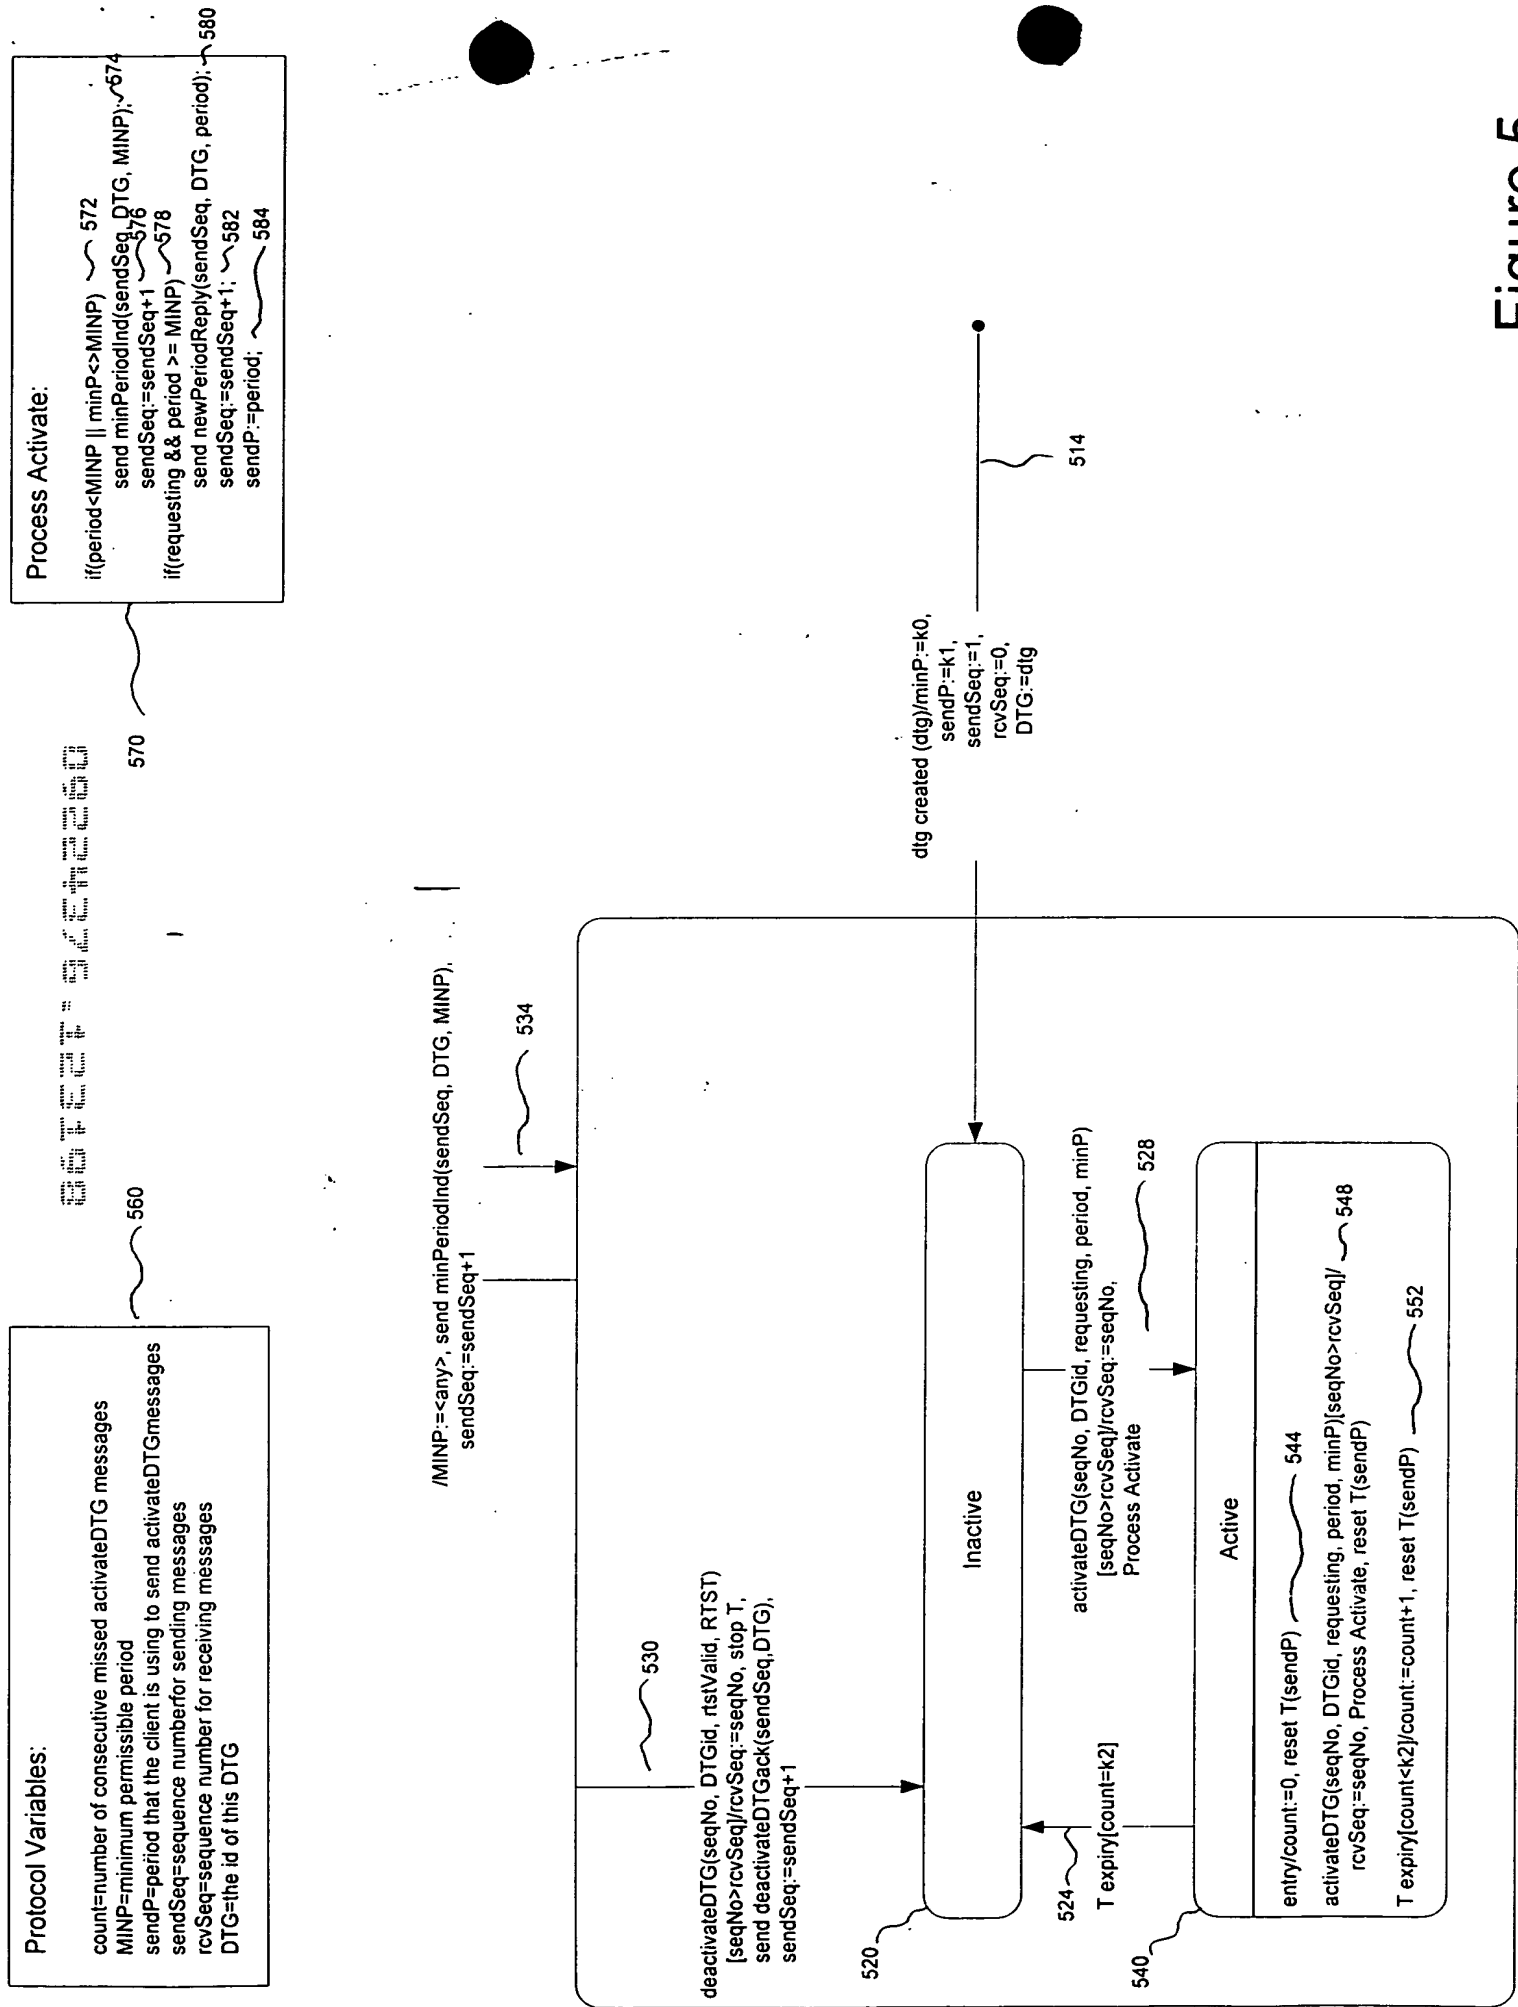 Protocol Variables:
560
count=number of consecutive missed activateDTG messages
MINP=minimum permissible period
sendP=period that the client is using to send activateDTGmessages
sendSeq=sequence numberfor sending messages
rcvSeq=sequence number for receiving messages
DTG=the id of this DTG
570
Process Activate:
if(period<MINP || minP<>MINP) 572
send minPeriodInd(sendSeq, DTG, MINP); 574
sendSeq:=sendSeq+1 576
if(requesting && period >= MINP) 578
send newPeriodReply(sendSeq, DTG, period); 580
sendSeq:=sendSeq+1; 582
sendP:=period; 584
/MINP:=<any>, send minPeriodInd(sendSeq, DTG, MINP),
sendSeq:=sendSeq+1
534
530
deactivateDTG(seqNo, DTGid, rtstValid, RTST)
[seqNo>rcvSeq]/rcvSeq:=seqNo, stop T,
send deactivateDTGack(sendSeq,DTG),
sendSeq:=sendSeq+1
dtg created (dtg)/minP:=k0,
sendP:=k1,
sendSeq:=1,
rcvSeq:=0,
DTG:=dtg
514
520
Inactive
524
T expiry[count=k2]
activateDTG(seqNo, DTGid, requesting, period, minP)
[seqNo>rcvSeq]/rcvSeq:=seqNo,
Process Activate
528
540
Active
entry/count:=0, reset T(sendP) 544
activateDTG(seqNo, DTGid, requesting, period, minP)[seqNo>rcvSeq]/ 548
rcvSeq:=seqNo, Process Activate, reset T(sendP)
T expiry[count<k2]/count:=count+1, reset T(sendP) 552
Figure 5